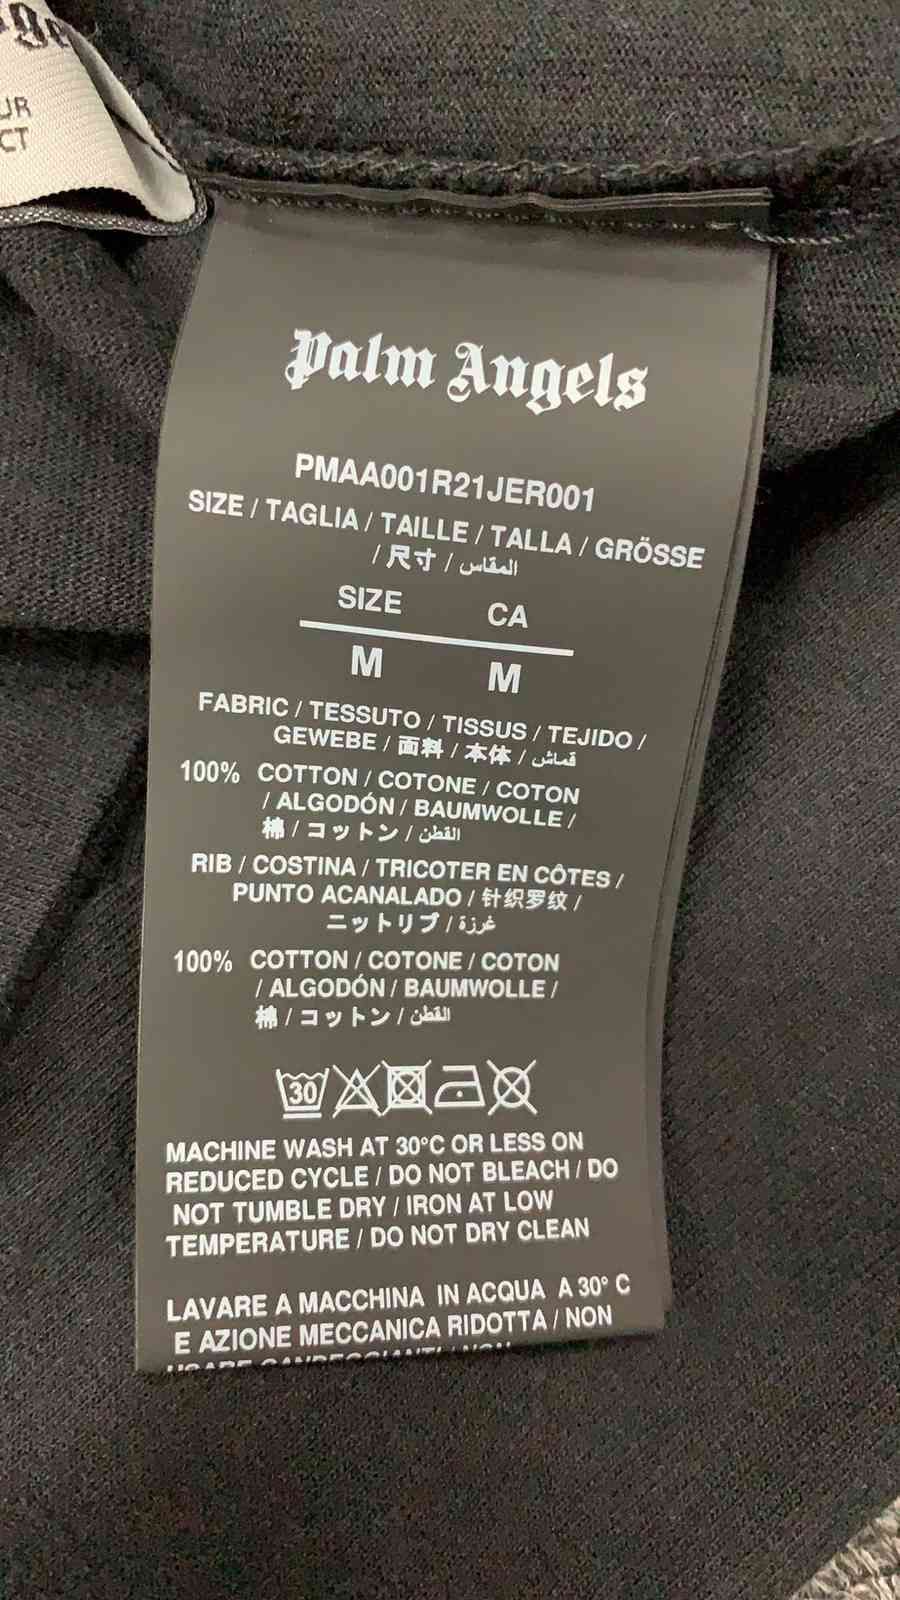 UR
CT
Palm Angels
PMAA001R21JER001
SIZE / TAGLIA / TAILLE / TALLA / GRÖSSE
/ 尺寸 / المقاس
SIZE CA
M M
FABRIC / TESSUTO / TISSUS / TEJIDO /
GEWEBE / 面料 / 本体 / قماش
100% COTTON / COTONE / COTON
/ ALGODÓN / BAUMWOLLE /
棉 / コットン / القطن
RIB / COSTINA / TRICOTER EN CÔTES /
PUNTO ACANALADO / 针织罗纹 /
ニットリブ / غرزة
100% COTTON / COTONE / COTON
/ ALGODÓN / BAUMWOLLE /
棉 / コットン / القطن
30
MACHINE WASH AT 30°C OR LESS ON
REDUCED CYCLE / DO NOT BLEACH / DO
NOT TUMBLE DRY / IRON AT LOW
TEMPERATURE / DO NOT DRY CLEAN
LAVARE A MACCHINA IN ACQUA A 30° C
E AZIONE MECCANICA RIDOTTA / NON